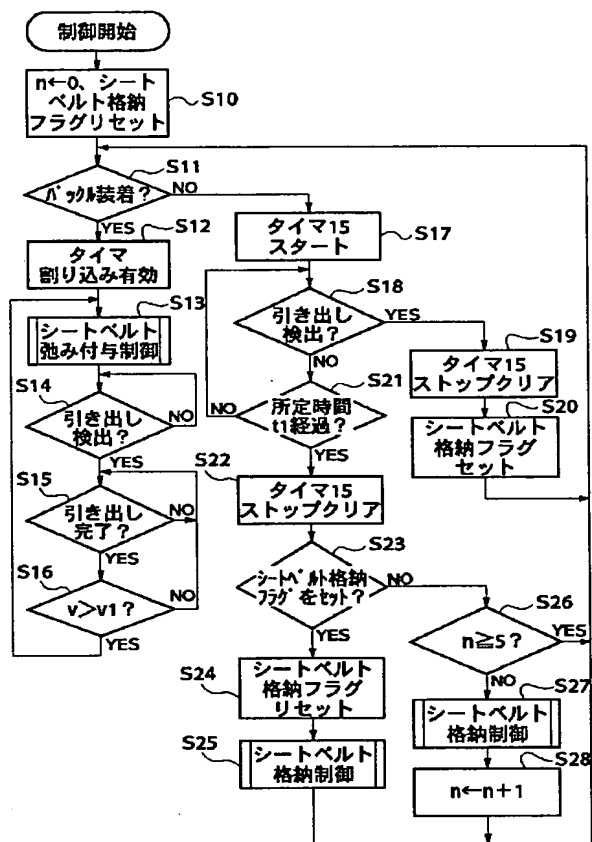 制御開始
n←0、シート
ベルト格納
フラグリセット
S10
S11
バックル装着?
NO
YES
S12
タイマ
割り込み有効
S13
シートベルト
弛み付与制御
S14
引き出し
検出?
NO
YES
S15
引き出し
完了?
NO
YES
S16
v>v1?
NO
YES
タイマ15
スタート
S17
S18
引き出し
検出?
YES
NO
S19
タイマ15
ストップクリア
S20
シートベルト
格納フラグ
セット
S21
所定時間
t1経過?
NO
YES
S22
タイマ15
ストップクリア
S23
シートベルト格納
フラグをセット?
NO
YES
S24
シートベルト
格納フラグ
リセット
S25
シートベルト
格納制御
S26
n≧5?
YES
NO
S27
シートベルト
格納制御
S28
n←n+1